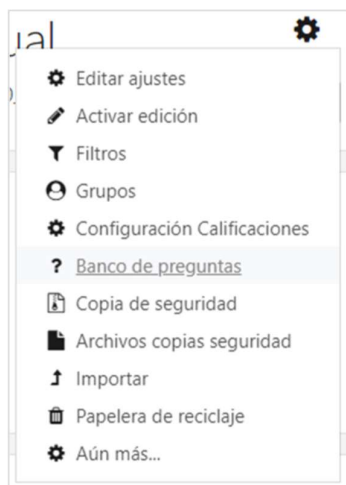 ual
Editar ajustes
Activar edición
Filtros
Grupos
Configuración Calificaciones
? Banco de preguntas
Copia de seguridad
Archivos copias seguridad
Importar
Papelera de reciclaje
Aún más...